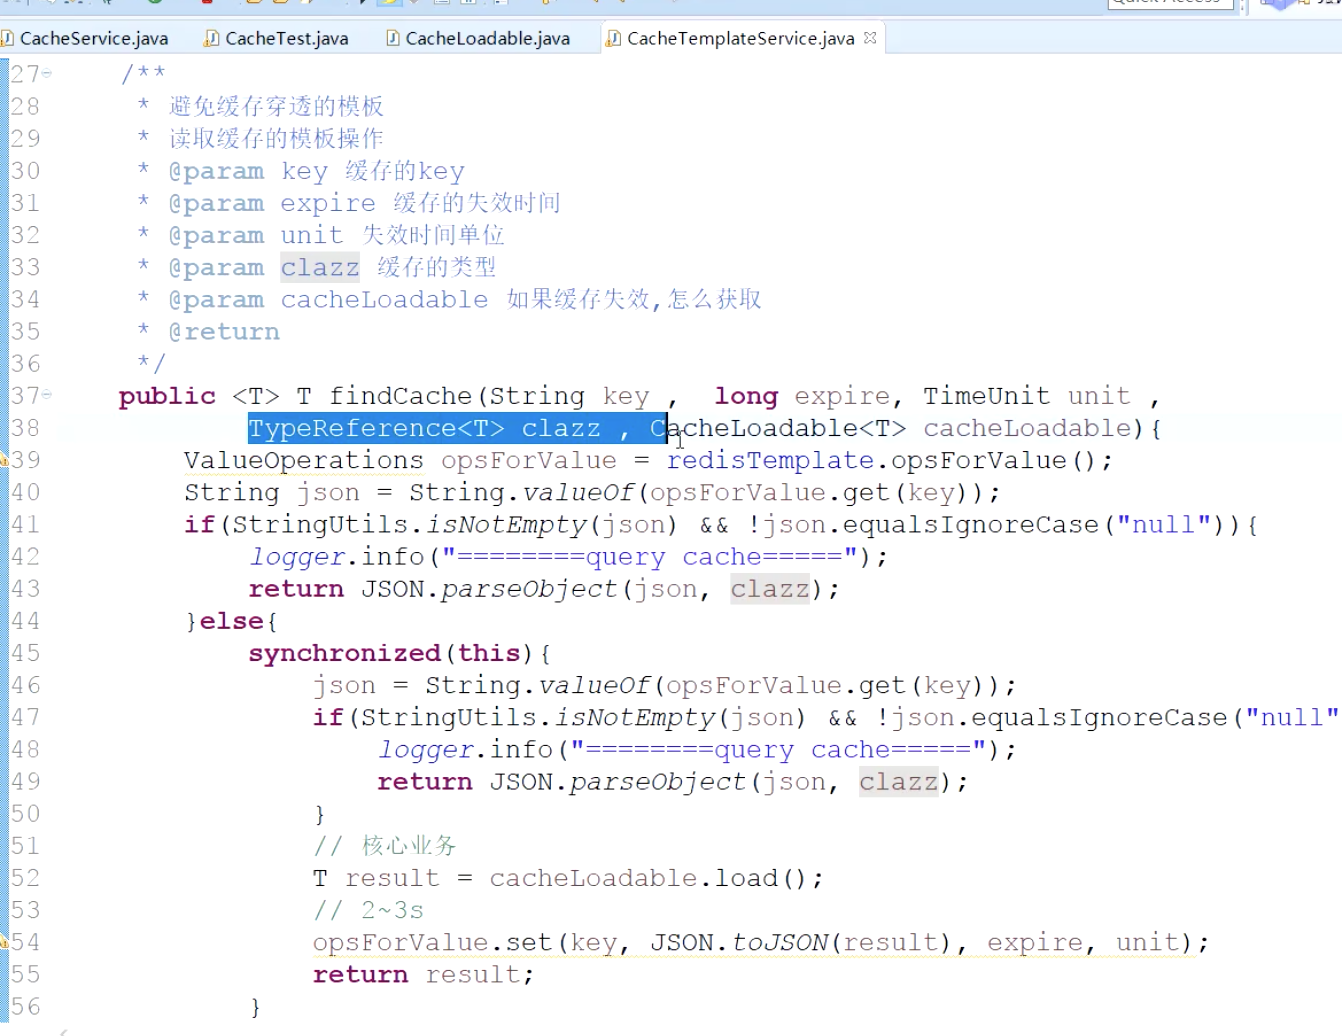 Quick Access
CacheService.java CacheTest.java CacheLoadable.java CacheTemplateService.java
27 /**
28 * 避免缓存穿透的模板
29 * 读取缓存的模板操作
30 * @param key 缓存的key
31 * @param expire 缓存的失效时间
32 * @param unit 失效时间单位
33 * @param clazz 缓存的类型
34 * @param cacheLoadable 如果缓存失效,怎么获取
35 * @return
36 */
37 public <T> T findCache(String key , long expire, TimeUnit unit ,
38 TypeReference<T> clazz , CacheLoadable<T> cacheLoadable){
39 ValueOperations opsForValue = redisTemplate.opsForValue();
40 String json = String.valueOf(opsForValue.get(key));
41 if(StringUtils.isNotEmpty(json) && !json.equalsIgnoreCase("null")){
42 logger.info("========query cache=====");
43 return JSON.parseObject(json, clazz);
44 }else{
45 synchronized(this){
46 json = String.valueOf(opsForValue.get(key));
47 if(StringUtils.isNotEmpty(json) && !json.equalsIgnoreCase("null"
48 logger.info("========query cache=====");
49 return JSON.parseObject(json, clazz);
50 }
51 // 核心业务
52 T result = cacheLoadable.load();
53 // 2~3s
54 opsForValue.set(key, JSON.toJSON(result), expire, unit);
55 return result;
56 }